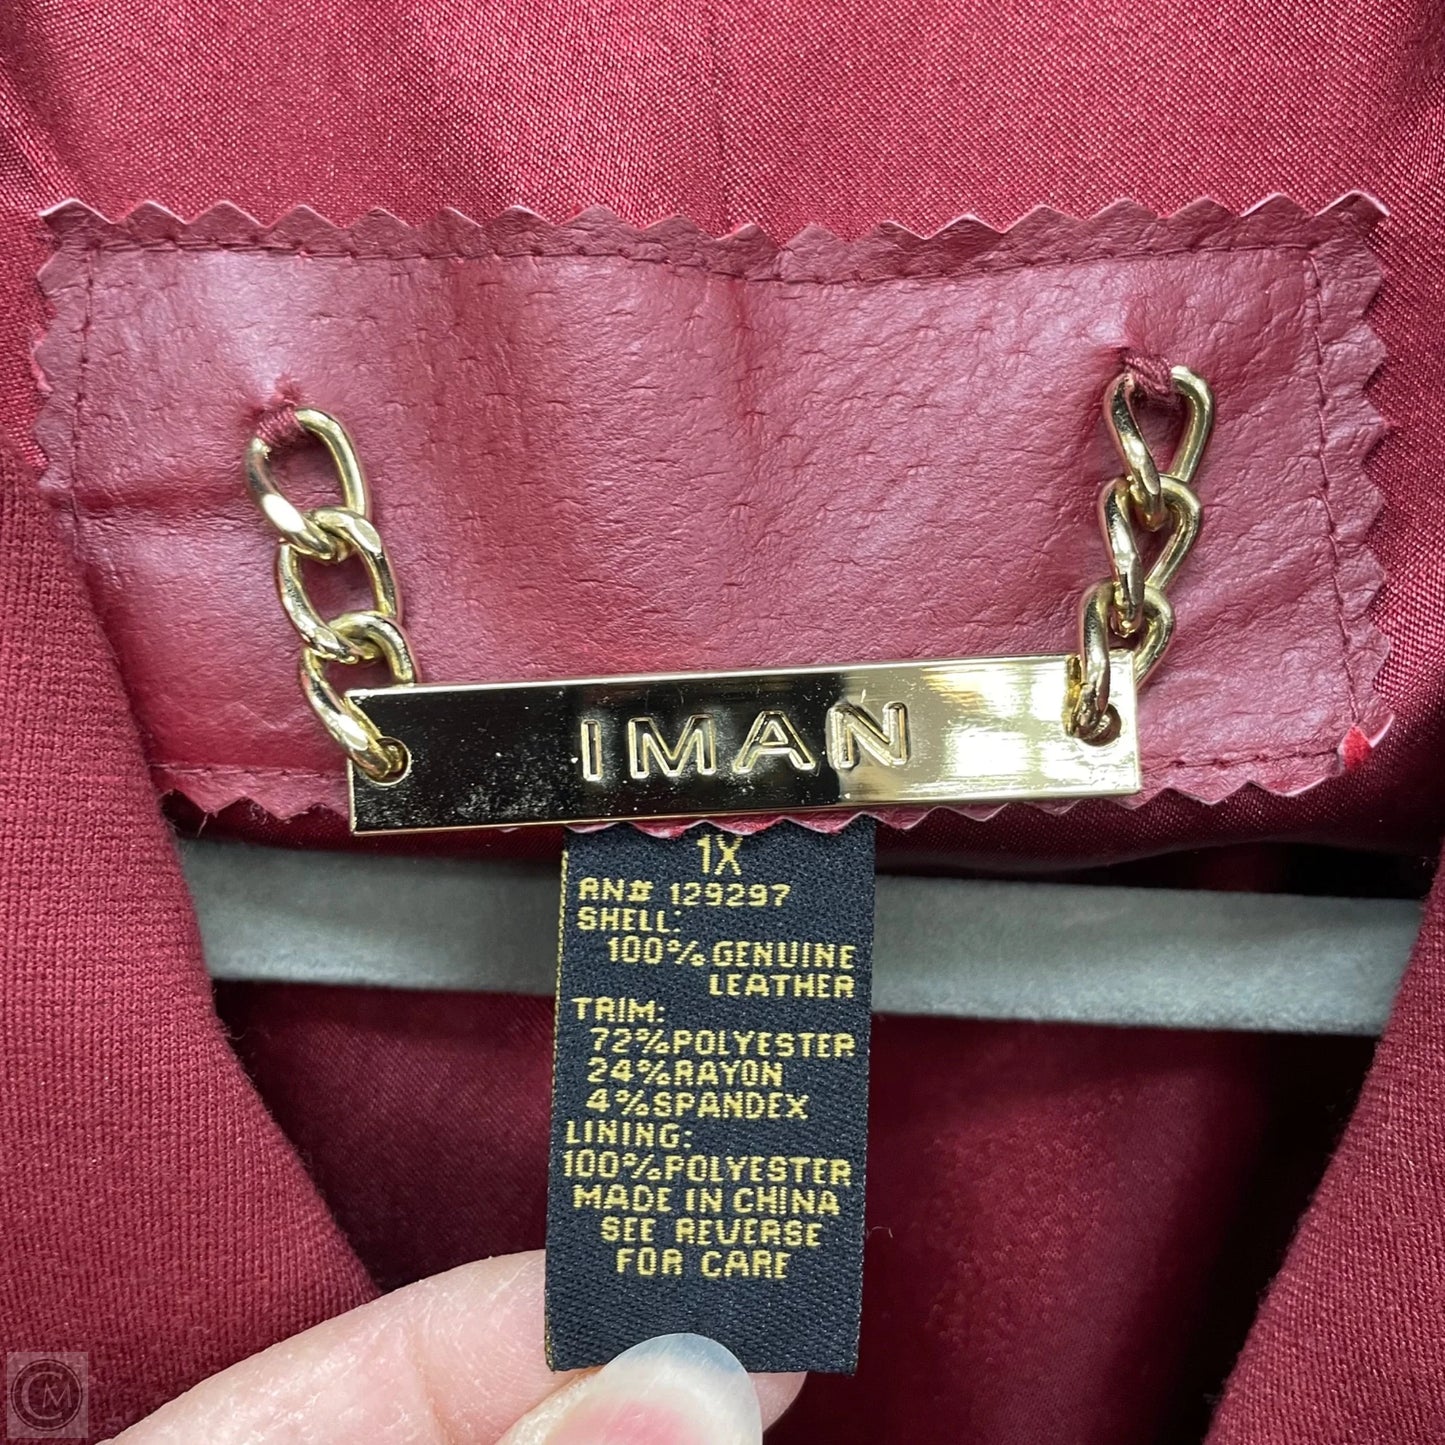 IMAN
1X
RN# 129297
SHELL:
100% GENUINE
LEATHER
TRIM:
72% POLYESTER
24% RAYON
4% SPANDEX
LINING:
100% POLYESTER
MADE IN CHINA
SEE REVERSE
FOR CARE
CM